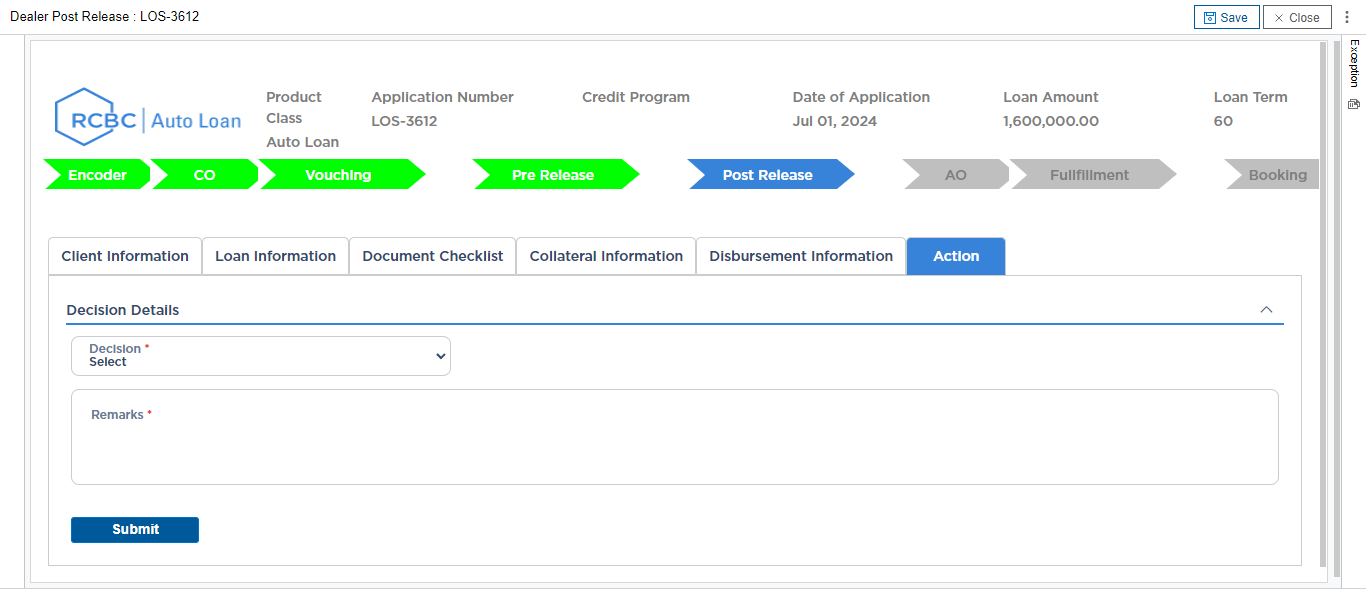 Dealer Post Release : LOS-3612
Save
Close
Exception
RCBC | Auto Loan
Product Class
Auto Loan
Application Number
LOS-3612
Credit Program
Date of Application
Jul 01, 2024
Loan Amount
1,600,000.00
Loan Term
60
Encoder
CO
Vouching
Pre Release
Post Release
AO
Fullfillment
Booking
Client Information
Loan Information
Document Checklist
Collateral Information
Disbursement Information
Action
Decision Details
Decision *
Select
Remarks *
Submit